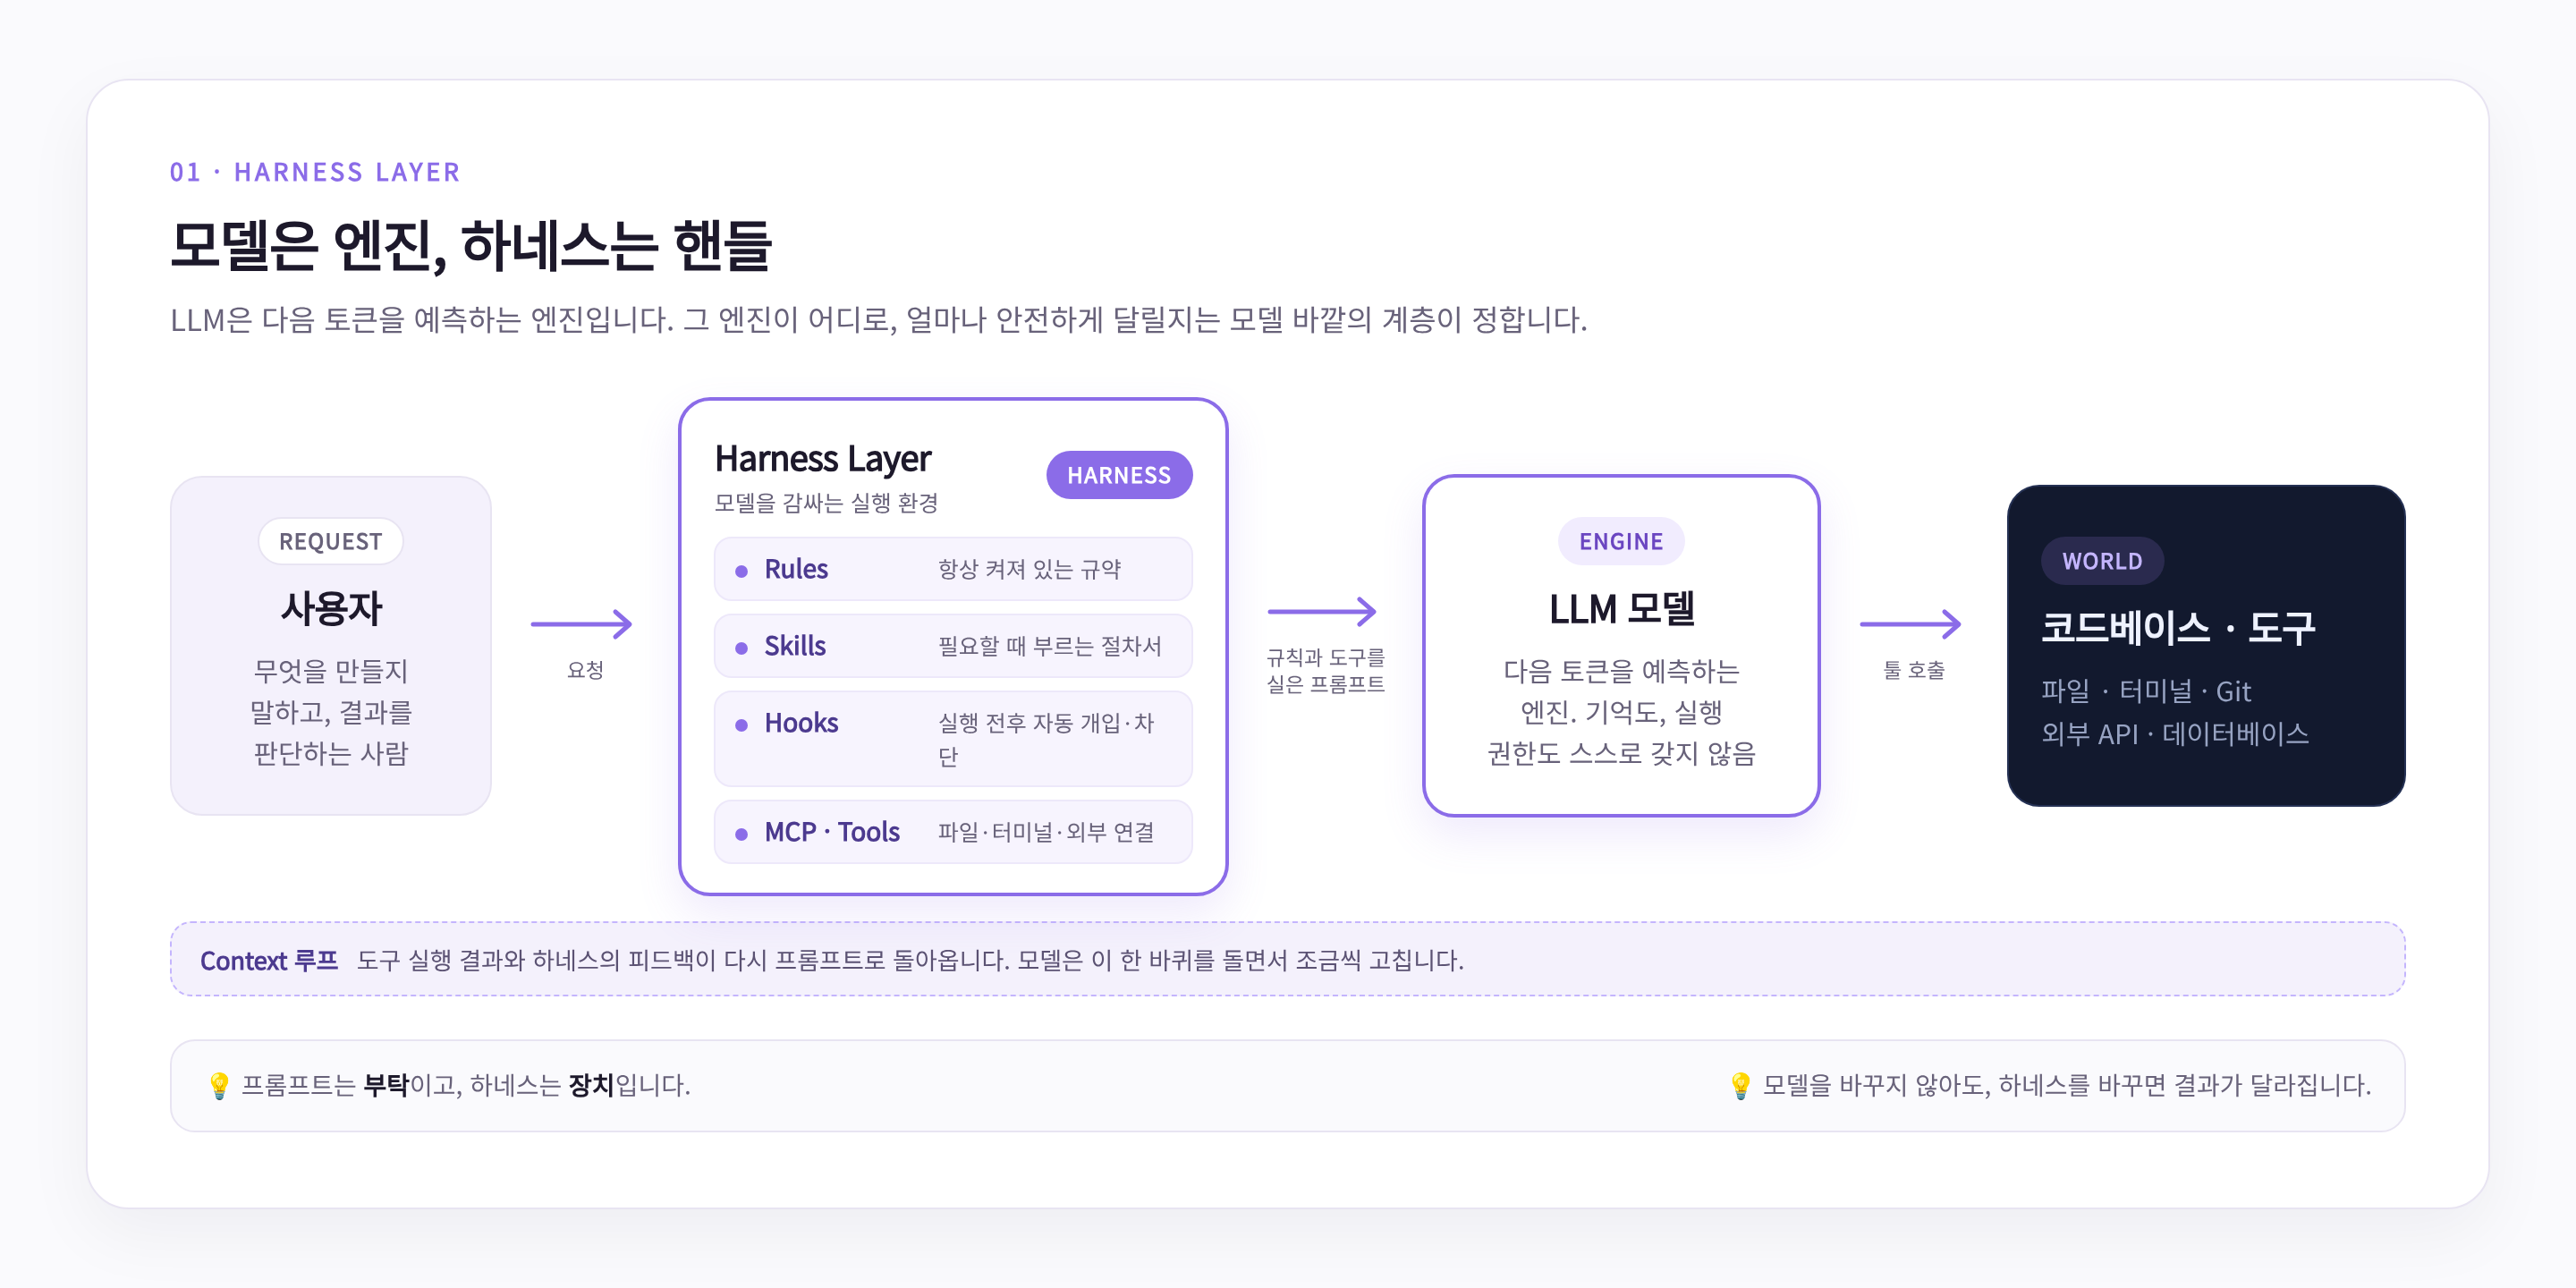 01 · HARNESS LAYER
모델은 엔진, 하네스는 핸들
LLM은 다음 토큰을 예측하는 엔진입니다. 그 엔진이 어디로, 얼마나 안전하게 달릴지는 모델 바깥의 계층이 정합니다.
REQUEST
사용자
무엇을 만들지
말하고, 결과를
판단하는 사람
요청
Harness Layer
모델을 감싸는 실행 환경
HARNESS
Rules 항상 켜져 있는 규약
Skills 필요할 때 부르는 절차서
Hooks 실행 전후 자동 개입·차
단
MCP · Tools 파일·터미널·외부 연결
규칙과 도구를
실은 프롬프트
ENGINE
LLM 모델
다음 토큰을 예측하는
엔진. 기억도, 실행
권한도 스스로 갖지 않음
툴 호출
WORLD
코드베이스 · 도구
파일 · 터미널 · Git
외부 API · 데이터베이스
Context 루프 도구 실행 결과와 하네스의 피드백이 다시 프롬프트로 돌아옵니다. 모델은 이 한 바퀴를 돌면서 조금씩 고칩니다.
💡 프롬프트는 부탁이고, 하네스는 장치입니다.
💡 모델을 바꾸지 않아도, 하네스를 바꾸면 결과가 달라집니다.